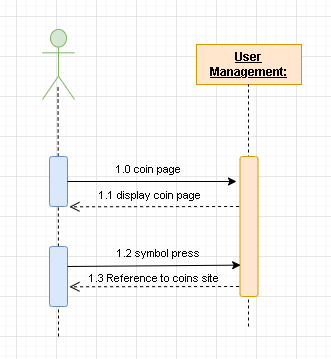 User
Management:
1.0 coin page
1.1 display coin page
1.2 symbol press
1.3 Reference to coins site